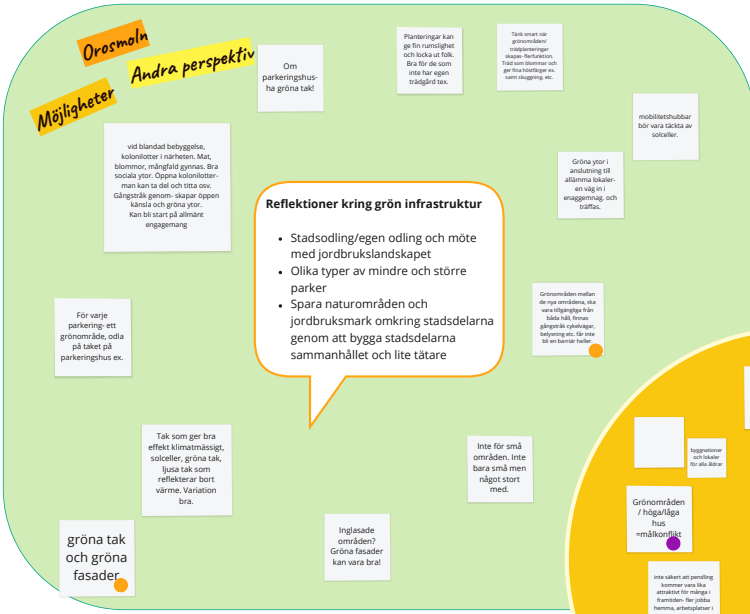 Orosmoln
Andra perspektiv
Möjligheter
Om
parkeringshus-
ha gröna tak!
Planteringar kan
ge fin rumslighet
och locka ut folk.
Bra för de som
inte har egen
trädgård tex.
Tänk smart när
grönområden/
trädplanteringar
skapas- flerfunktion.
Träd som blommar och
ger fina höstfärger ex.
samt skuggning. etc.
mobilitetshubbar
bör vara täckta av
solceller.
vid blandad bebyggelse,
kolonilotter i närheten. Mat,
blommor, mångfald gynnas. Bra
sociala ytor. Öppna kolonilotter-
man kan ta del och titta osv.
Gångstråk genom- skapar öppen
känsla och gröna ytor.
Kan bli start på allmänt
engagemang
Gröna ytor i
anslutning till
allämma lokaler-
en väg in i
enaggemnag. och
träffas.
Reflektioner kring grön infrastruktur
• Stadsodling/egen odling och möte
med jordbrukslandskapet
• Olika typer av mindre och större
parker
• Spara naturområden och
jordbruksmark omkring stadsdelarna
genom att bygga stadsdelarna
sammanhållet och lite tätare
Grönområden mellan
de nya områdena, ska
vara tillgängliga från
båda håll, finnas
gångstråk cykelvägar,
belysning etc. får inte
bli en barriär heller.
För varje
parkering- ett
grönområde, odla
på taket på
parkeringshus ex.
Tak som ger bra
effekt klimatmässigt,
solceller, gröna tak,
ljusa tak som
reflekterar bort
värme. Variation
bra.
Inte för små
områden. Inte
bara små men
något stort
med.
byggnationer
och lokaler
för alla åldrar
Grönområden
/ höga/låga
hus
=målkonflikt
gröna tak
och gröna
fasader
Inglasade
områden?
Gröna fasader
kan vara bra!
inte säkert att pendling
kommer vara lika
attraktivt för många i
framtiden- fler jobba
hemma, arbetsplatser i